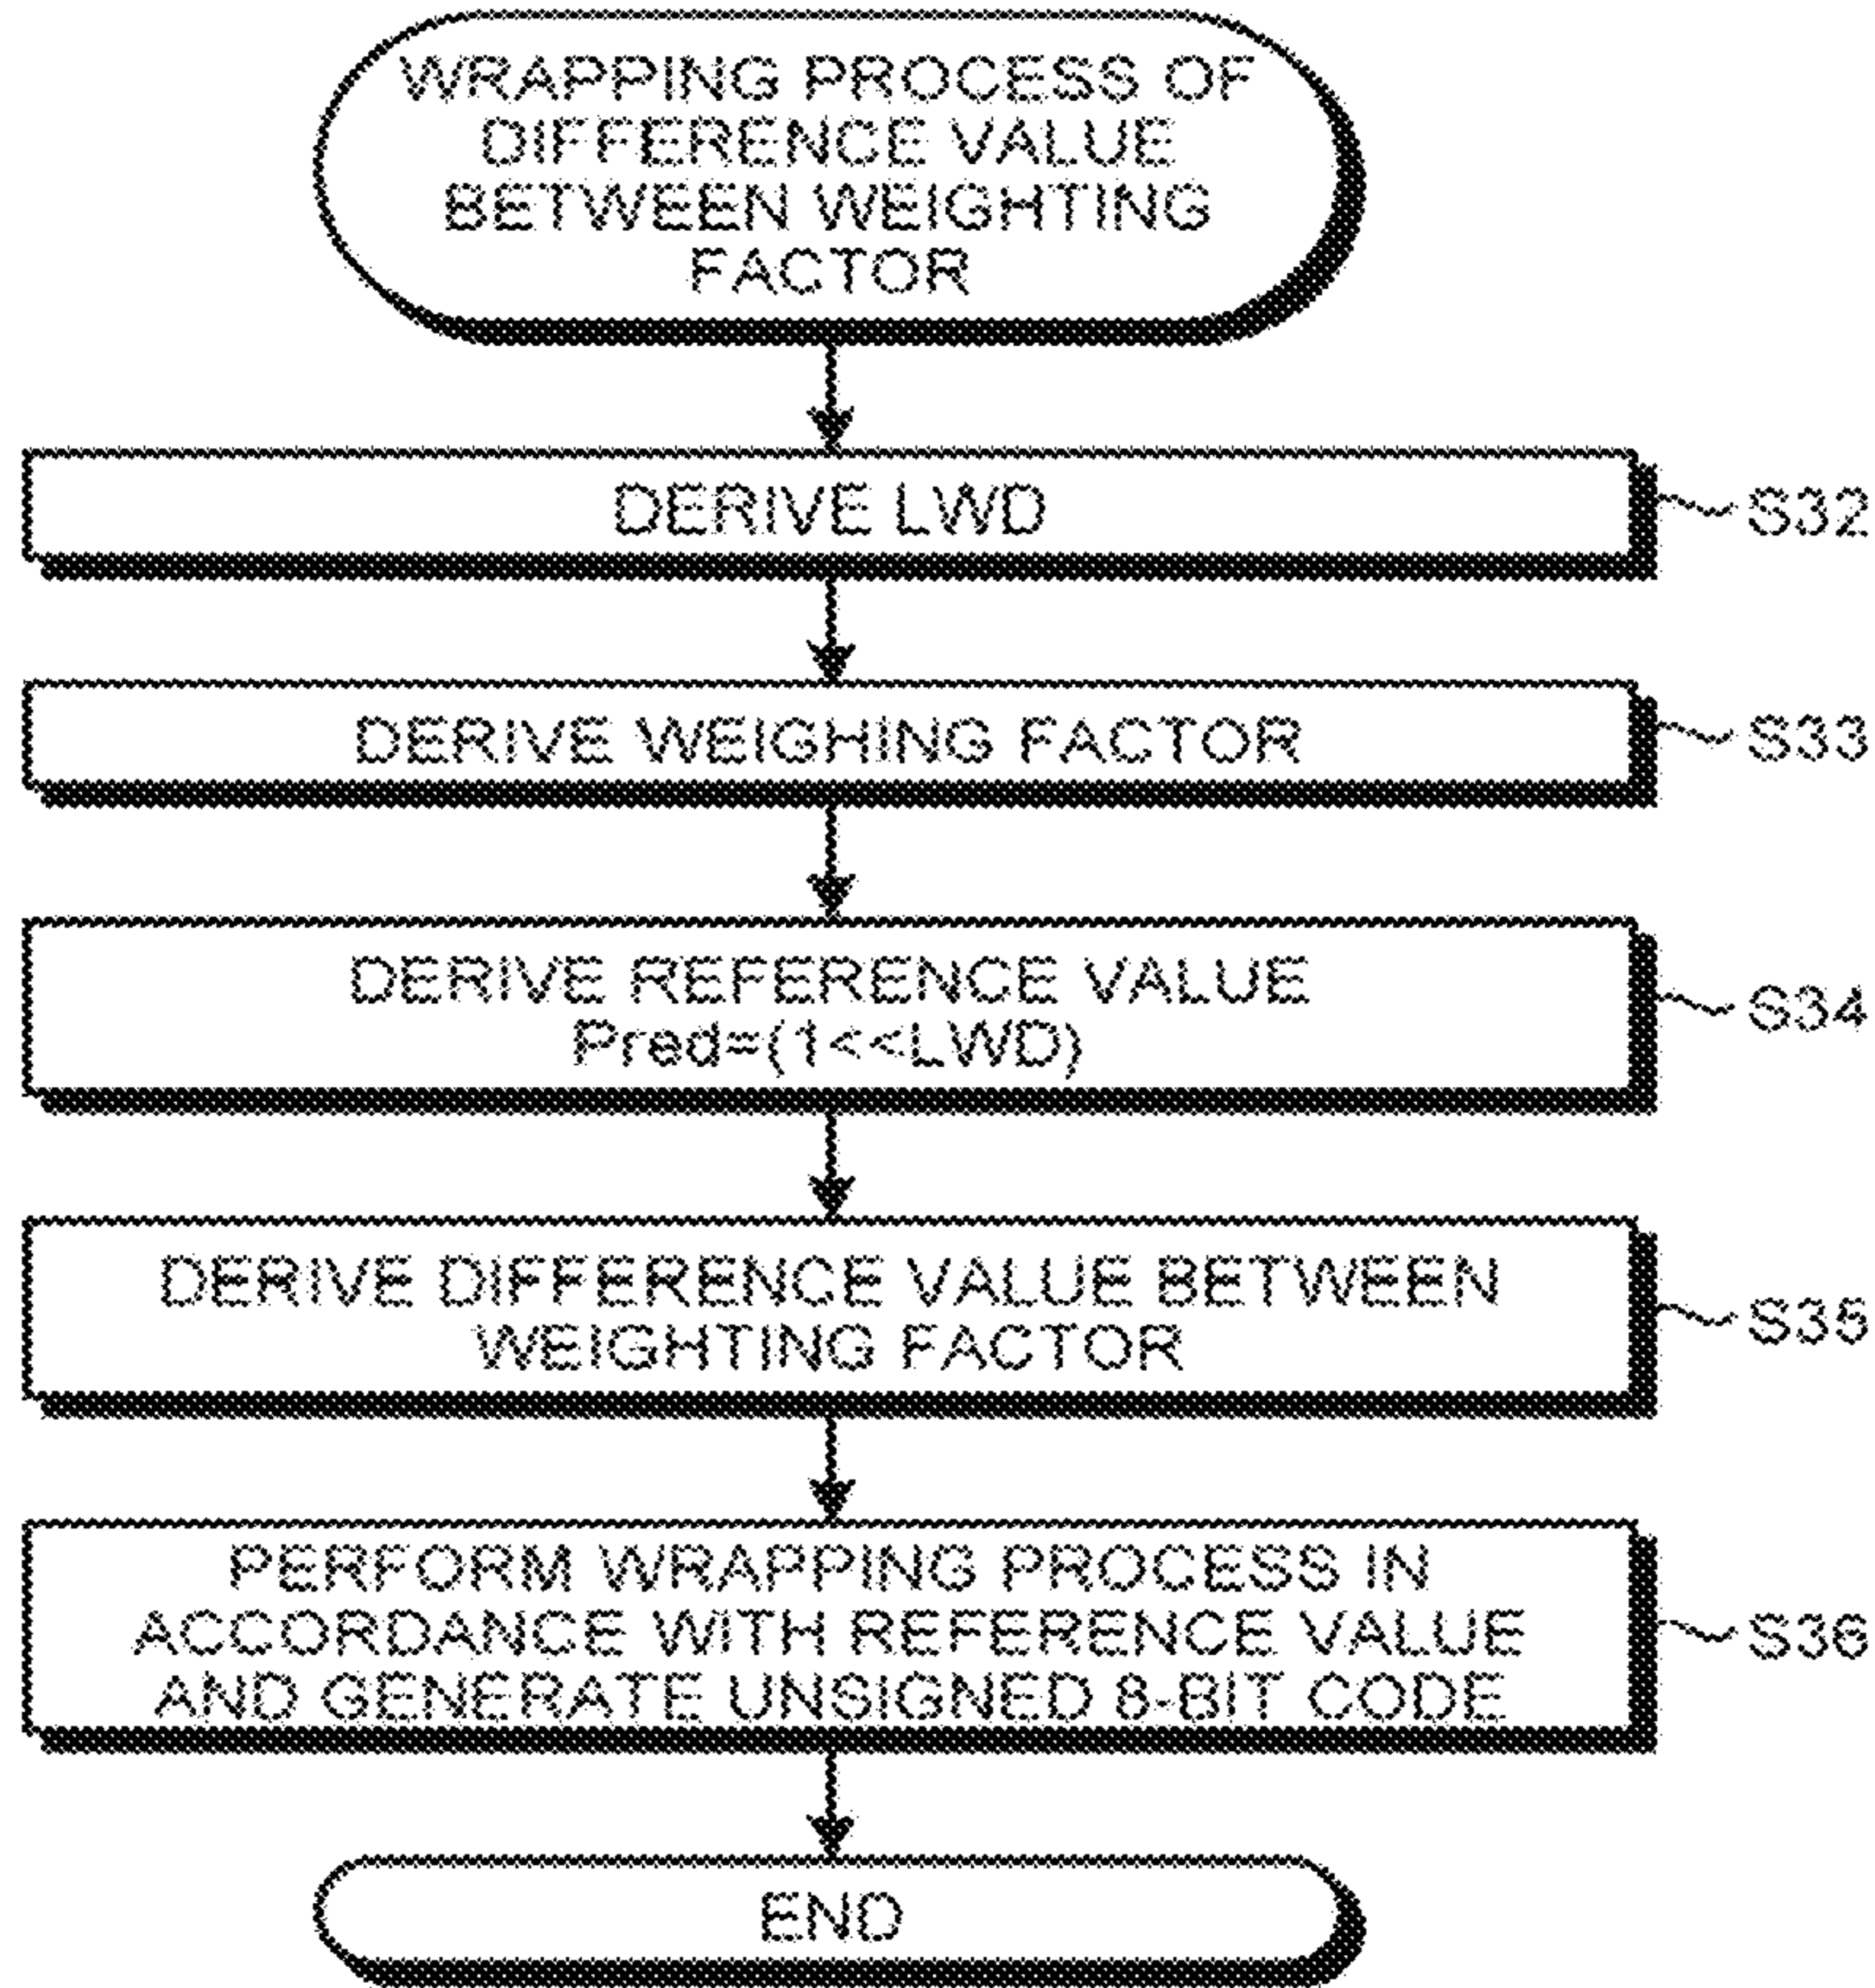 WRAPPING PROCESS OF
DIFFERENCE VALUE
BETWEEN WEIGHTING
FACTOR
DERIVE LWD
S32
DERIVE WEIGHING FACTOR
S33
DERIVE REFERENCE VALUE
Pred=(1<<LWD)
S34
DERIVE DIFFERENCE VALUE BETWEEN
WEIGHTING FACTOR
S35
PERFORM WRAPPING PROCESS IN
ACCORDANCE WITH REFERENCE VALUE
AND GENERATE UNSIGNED 8-BIT CODE
S36
END